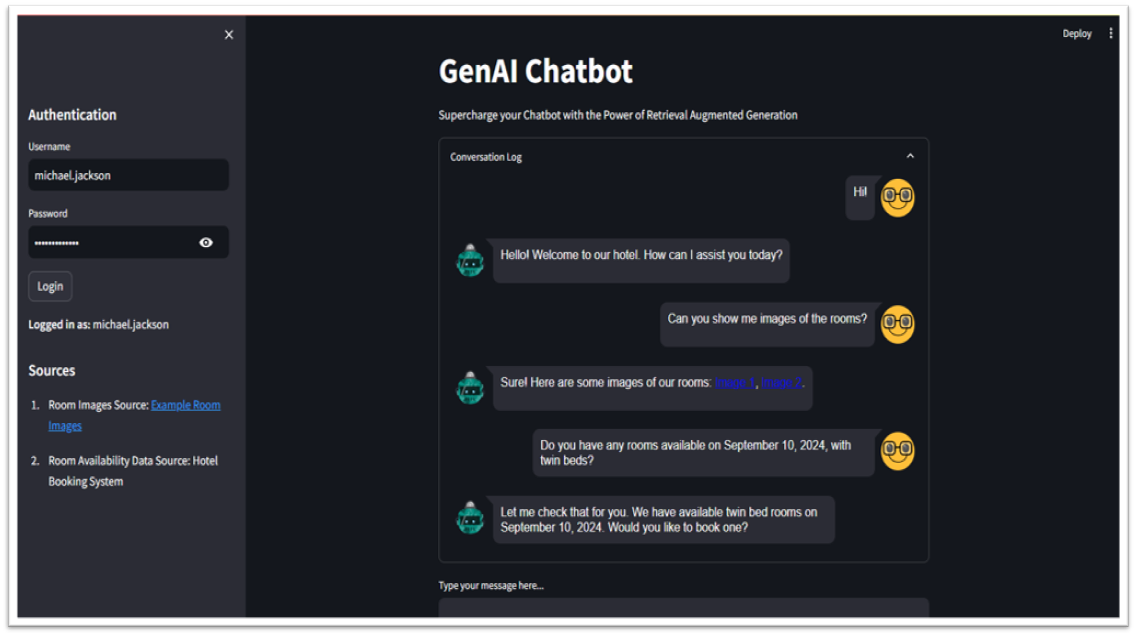 Deploy
Authentication
Username
michael.jackson
Password
Login
Logged in as: michael.jackson
Sources
1. Room Images Source: Example Room
Images
2. Room Availability Data Source: Hotel
Booking System
GenAI Chatbot
Supercharge your Chatbot with the Power of Retrieval Augmented Generation
Conversation Log
Hi!
Hello! Welcome to our hotel. How can I assist you today?
Can you show me images of the rooms?
Sure! Here are some images of our rooms: Image 1, Image 2.
Do you have any rooms available on September 10, 2024, with
twin beds?
Let me check that for you. We have available twin bed rooms on
September 10, 2024. Would you like to book one?
Type your message here...